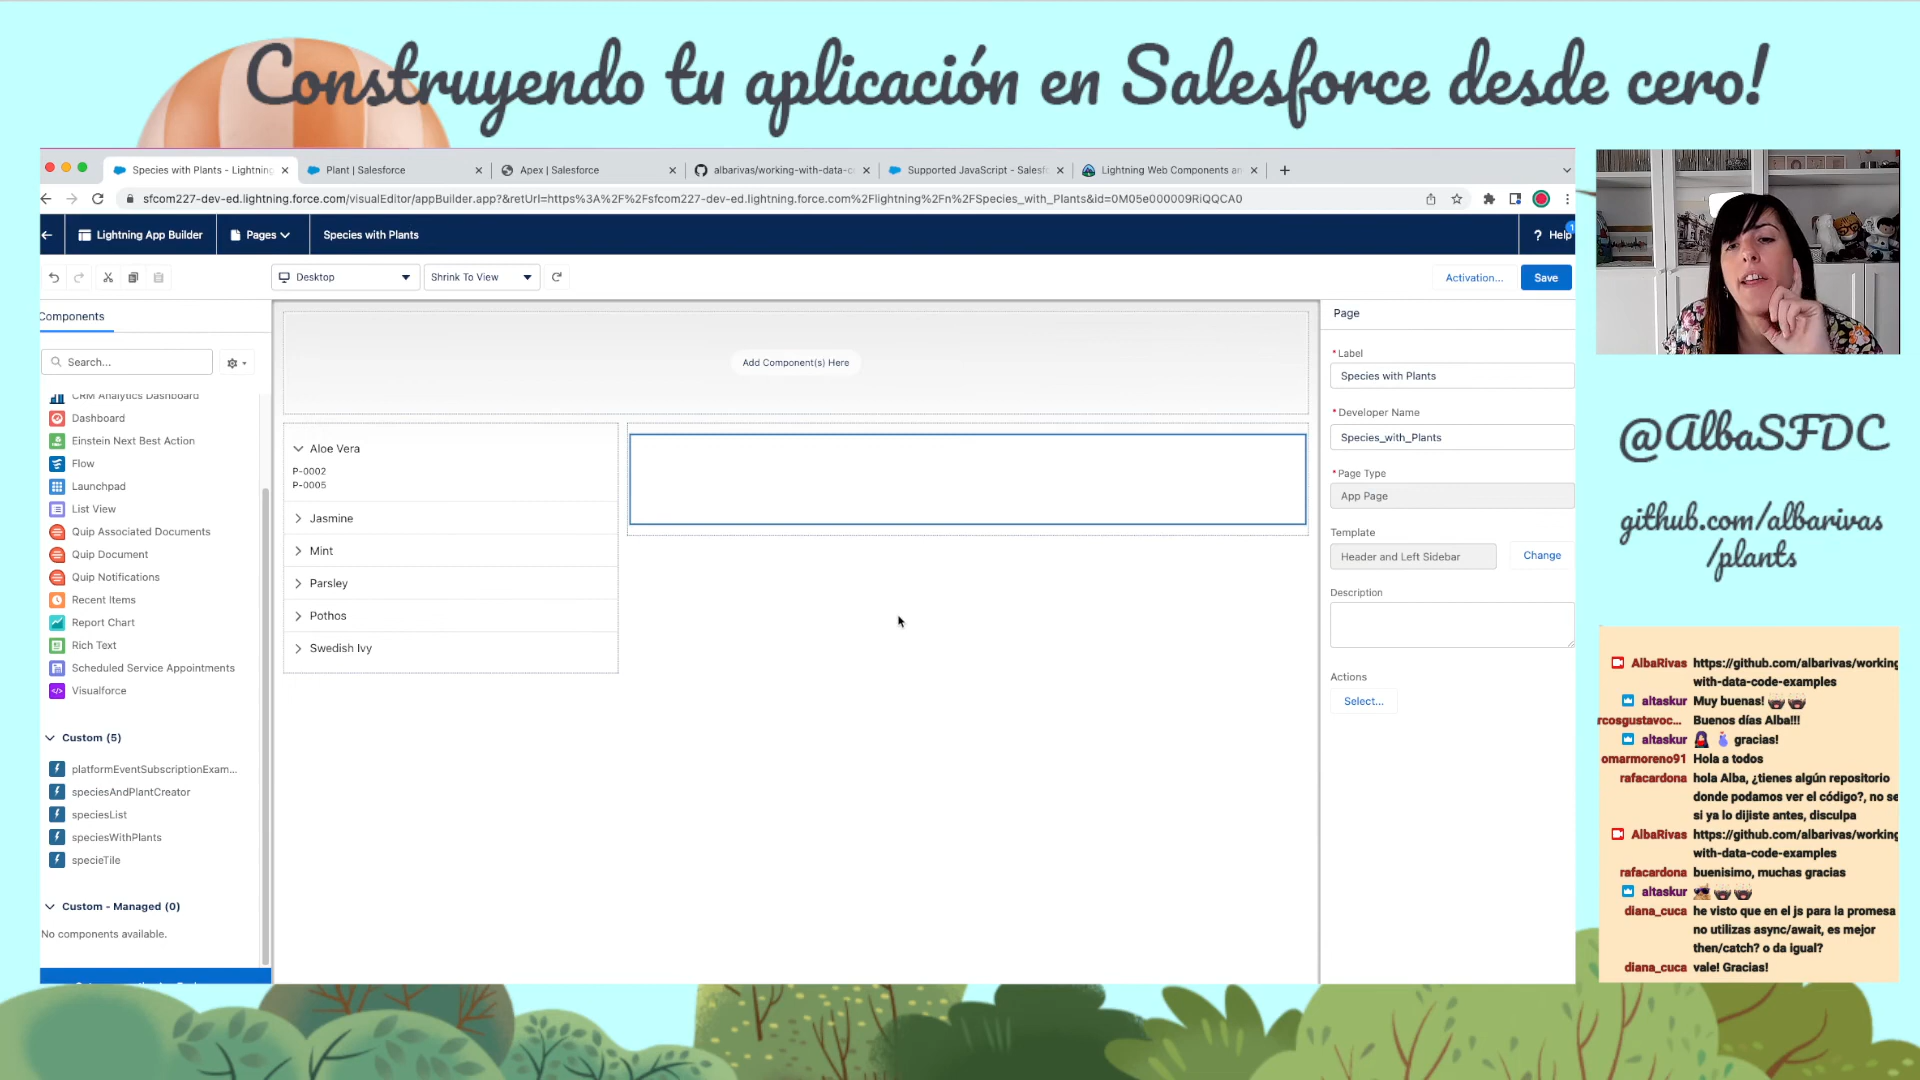 Construyendo tu aplicación en Salesforce desde cero!
Species with Plants - Lightning
Plant | Salesforce
Apex | Salesforce
albarivas/working-with-data-c
Supported JavaScript - Salesf
Lightning Web Components an
sfcom227-dev-ed.lightning.force.com/visualEditor/appBuilder.app?&retUrl=https%3A%2F%2Fsfcom227-dev-ed.lightning.force.com%2Flightning%2Fn%2FSpecies_with_Plants&id=0M05e000009RiQQCA0
Lightning App Builder
Pages
Species with Plants
? Help
1
Desktop
Shrink To View
Activation...
Save
Components
Search...
CRM Analytics Dashboard
Dashboard
Einstein Next Best Action
Flow
Launchpad
List View
Quip Associated Documents
Quip Document
Quip Notifications
Recent Items
Report Chart
Rich Text
Scheduled Service Appointments
Visualforce
Custom (5)
platformEventSubscriptionExam...
speciesAndPlantCreator
speciesList
speciesWithPlants
specieTile
Custom - Managed (0)
No components available.
Add Component(s) Here
Aloe Vera
P-0002
P-0005
Jasmine
Mint
Parsley
Pothos
Swedish Ivy
Page
*Label
Species with Plants
*Developer Name
Species_with_Plants
*Page Type
App Page
Template
Header and Left Sidebar
Change
Description
Actions
Select...
@AlbaSFDC
github.com/albarivas
/plants
AlbaRivas https://github.com/albarivas/working
with-data-code-examples
altaskur Muy buenas!
rcosgustavoc... Buenos días Alba!!!
altaskur gracias!
omarmoreno91 Hola a todos
rafacardona hola Alba, ¿tienes algún repositorio
donde podamos ver el código?, no se
si ya lo dijiste antes, disculpa
AlbaRivas https://github.com/albarivas/working
with-data-code-examples
rafacardona buenisimo, muchas gracias
altaskur
diana_cuca he visto que en el js para la promesa
no utilizas async/await, es mejor
then/catch? o da igual?
diana_cuca vale! Gracias!